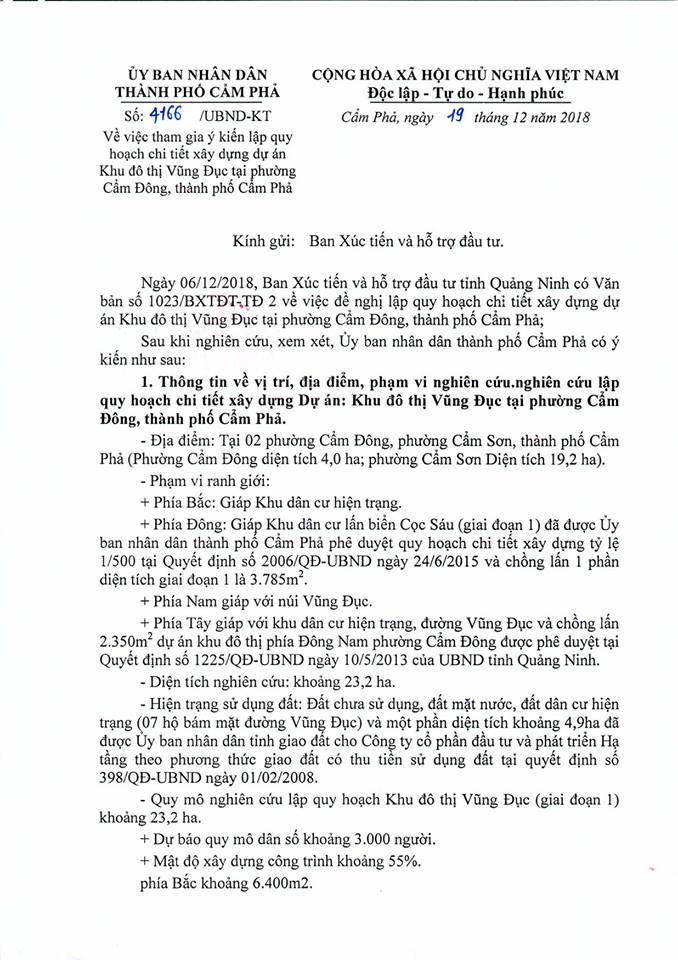 ỦY BAN NHÂN DÂN
THÀNH PHỐ CẨM PHẢ
Số: 4166 /UBND-KT
Về việc tham gia ý kiến lập quy
hoạch chi tiết xây dựng dự án
Khu đô thị Vũng Đục tại phường
Cẩm Đông, thành phố Cẩm Phả
CỘNG HÒA XÃ HỘI CHỦ NGHĨA VIỆT NAM
Độc lập - Tự do - Hạnh phúc
Cẩm Phả, ngày 19 tháng 12 năm 2018
Kính gửi: Ban Xúc tiến và hỗ trợ đầu tư.
Ngày 06/12/2018, Ban Xúc tiến và hỗ trợ đầu tư tỉnh Quảng Ninh có Văn
bản số 1023/BXTĐT-TĐ 2 về việc đề nghị lập quy hoạch chi tiết xây dựng dự
án Khu đô thị Vũng Đục tại phường Cẩm Đông, thành phố Cẩm Phả;
Sau khi nghiên cứu, xem xét, Ủy ban nhân dân thành phố Cẩm Phả có ý
kiến như sau:
1. Thông tin về vị trí, địa điểm, phạm vi nghiên cứu.nghiên cứu lập
quy hoạch chi tiết xây dựng Dự án: Khu đô thị Vũng Đục tại phường Cẩm
Đông, thành phố Cẩm Phả.
- Địa điểm: Tại 02 phường Cẩm Đông, phường Cẩm Sơn, thành phố Cẩm
Phả (Phường Cẩm Đông diện tích 4,0 ha; phường Cẩm Sơn Diện tích 19,2 ha).
- Phạm vi ranh giới:
+ Phía Bắc: Giáp Khu dân cư hiện trạng.
+ Phía Đông: Giáp Khu dân cư lấn biển Cọc Sáu (giai đoạn 1) đã được Ủy
ban nhân dân thành phố Cẩm Phả phê duyệt quy hoạch chi tiết xây dựng tỷ lệ
1/500 tại Quyết định số 2006/QĐ-UBND ngày 24/6/2015 và chồng lấn 1 phần
diện tích giai đoạn 1 là 3.785m².
+ Phía Nam giáp với núi Vũng Đục.
+ Phía Tây giáp với khu dân cư hiện trạng, đường Vũng Đục và chồng lấn
2.350m² dự án khu đô thị phía Đông Nam phường Cẩm Đông được phê duyệt tại
Quyết định số 1225/QĐ-UBND ngày 10/5/2013 của UBND tỉnh Quảng Ninh.
- Diện tích nghiên cứu: khoảng 23,2 ha.
- Hiện trạng sử dụng đất: Đất chưa sử dụng, đất mặt nước, đất dân cư hiện
trạng (07 hộ bám mặt đường Vũng Đục) và một phần diện tích khoảng 4,9ha đã
được Ủy ban nhân dân tỉnh giao đất cho Công ty cổ phần đầu tư và phát triển Hạ
tầng theo phương thức giao đất có thu tiền sử dụng đất tại quyết định số
398/QĐ-UBND ngày 01/02/2008.
- Quy mô nghiên cứu lập quy hoạch Khu đô thị Vũng Đục (giai đoạn 1)
khoảng 23,2 ha.
+ Dự báo quy mô dân số khoảng 3.000 người.
+ Mật độ xây dựng công trình khoảng 55%.
phía Bắc khoảng 6.400m2.